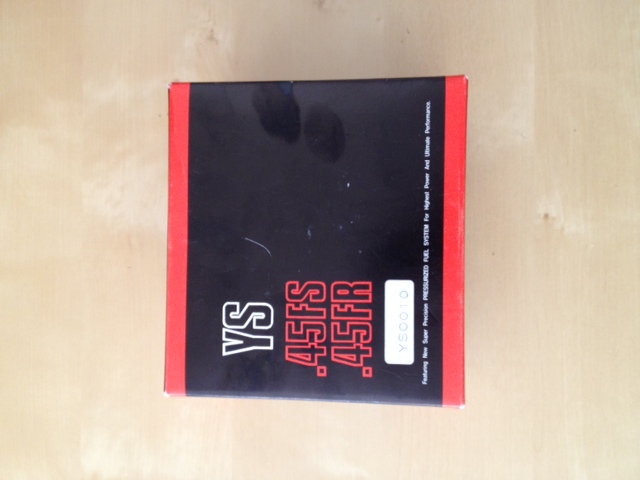 YS
.45FS
.45FR
YS0010
Featuring New Super Precision PRESSURIZED FUEL SYSTEM For Highest Power And Ultimate Performance.